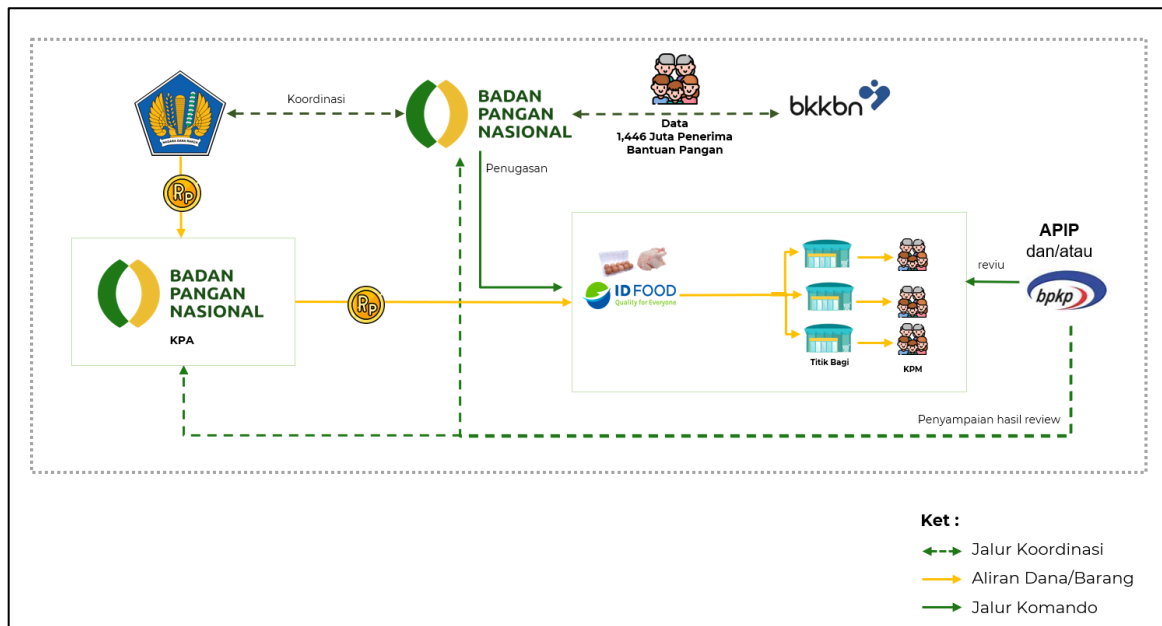 Koordinasi
BADAN
PANGAN
NASIONAL
Data
1,446 Juta Penerima
Bantuan Pangan
bkkbn
Penugasan
Rp
BADAN
PANGAN
NASIONAL
KPA
Rp
ID FOOD
Quality for Everyone
Titik Bagi
KPM
reviu
APIP
dan/atau
bpkp
Penyampaian hasil review
Ket :
Jalur Koordinasi
Aliran Dana/Barang
Jalur Komando